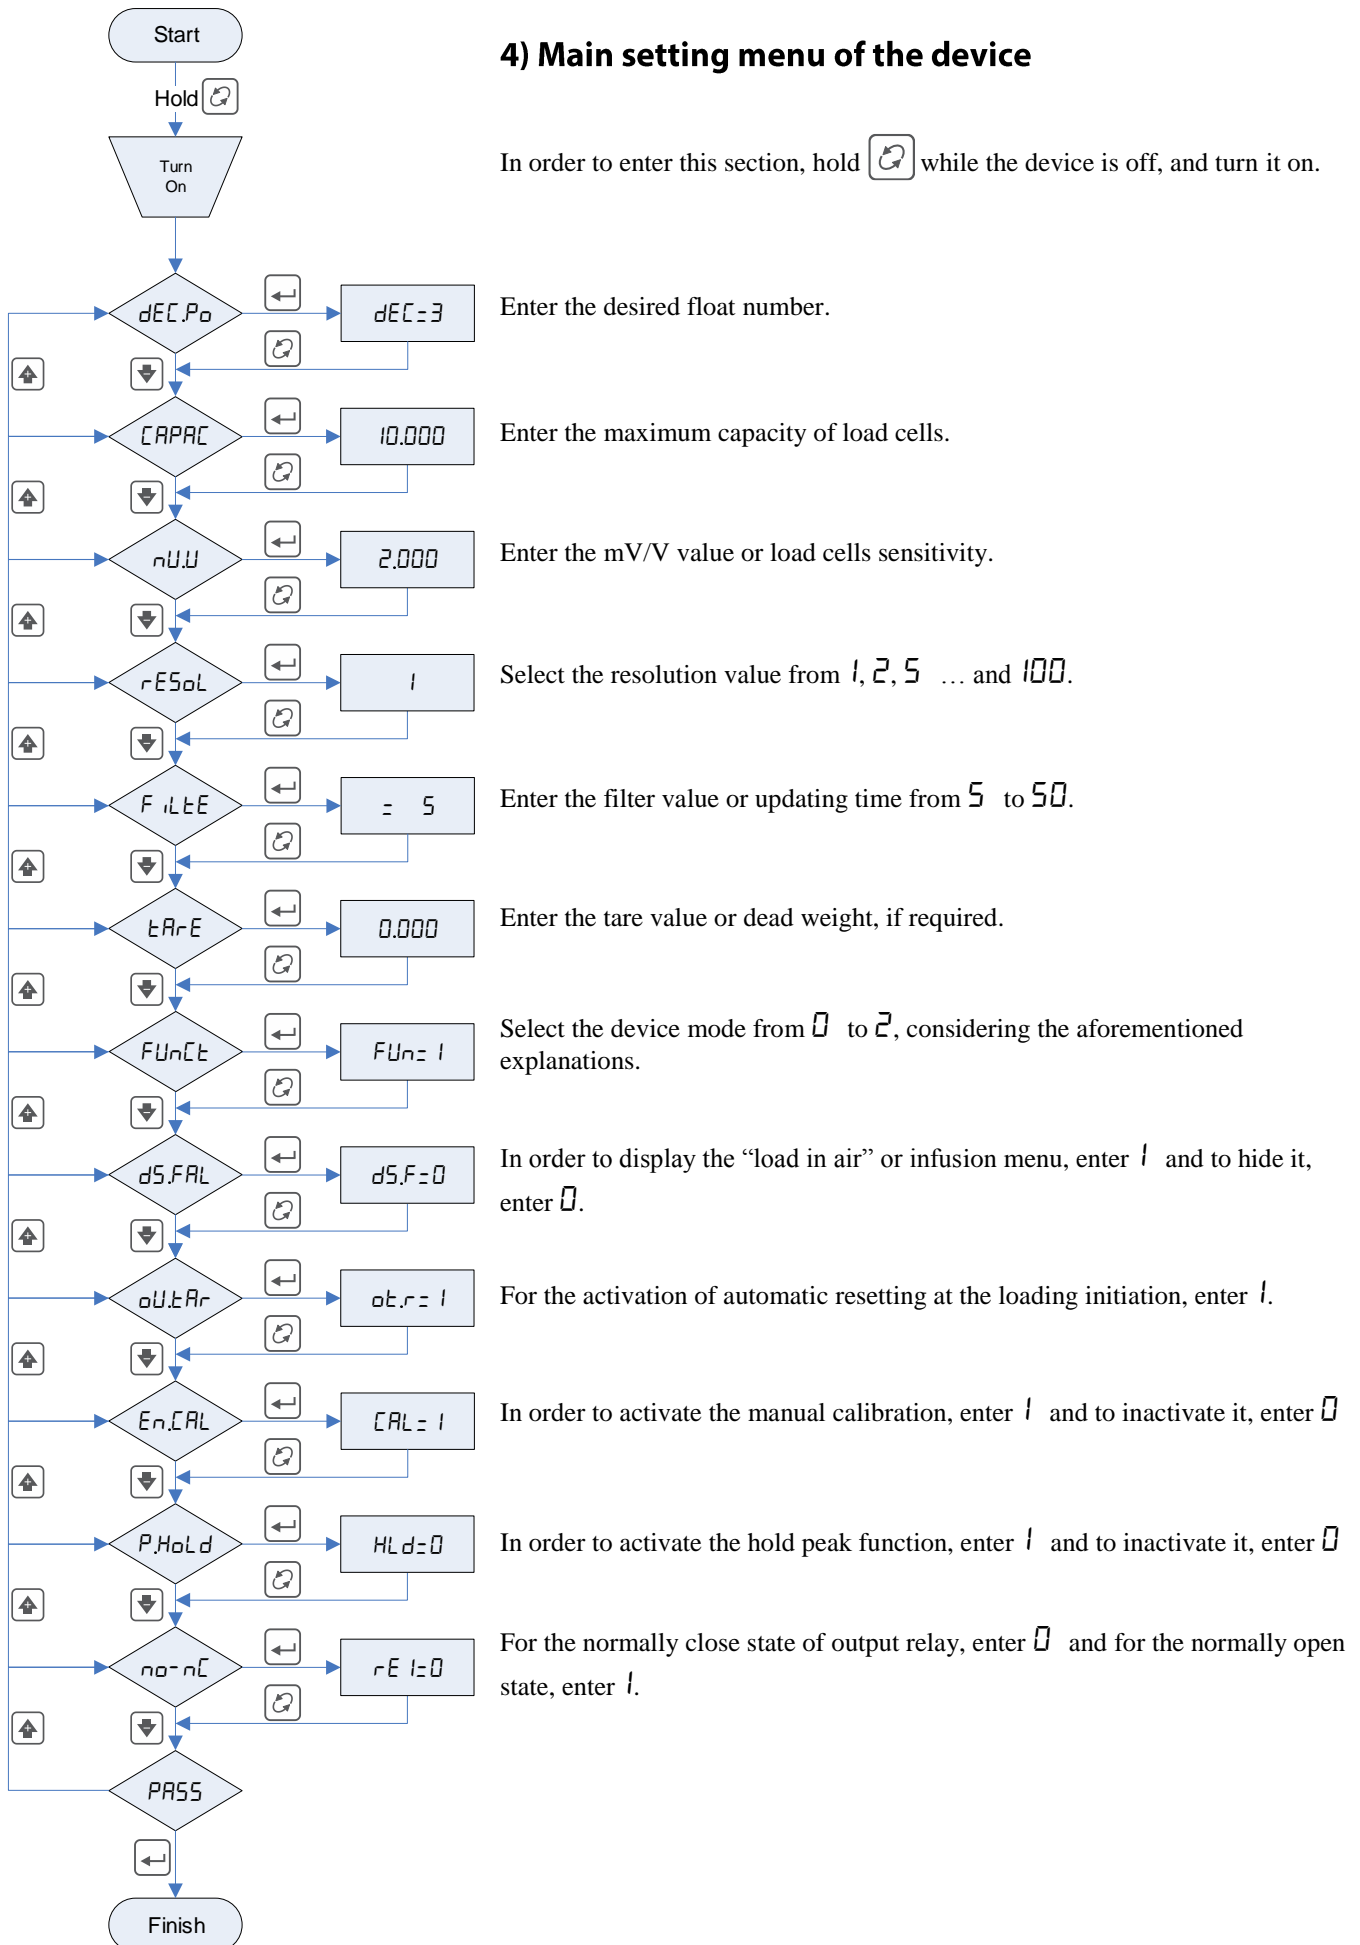 Start
4) Main setting menu of the device
Hold
Turn
On
In order to enter this section, hold while the device is off, and turn it on.
dEC.Po
dEC=3
Enter the desired float number.
CAPAC
10.000
Enter the maximum capacity of load cells.
nU.U
2.000
Enter the mV/V value or load cells sensitivity.
rESoL
1
Select the resolution value from 1, 2, 5 … and 100.
FiLtE
= 5
Enter the filter value or updating time from 5 to 50.
tArE
0.000
Enter the tare value or dead weight, if required.
FUnCt
FUn=1
Select the device mode from 0 to 2, considering the aforementioned
explanations.
dS.FAL
dS.F=0
In order to display the “load in air” or infusion menu, enter 1 and to hide it,
enter 0.
oU.tAr
ot.r=1
For the activation of automatic resetting at the loading initiation, enter 1.
En.CAL
CAL=1
In order to activate the manual calibration, enter 1 and to inactivate it, enter 0
P.HoLd
HLd=0
In order to activate the hold peak function, enter 1 and to inactivate it, enter 0
no-nC
rE1=0
For the normally close state of output relay, enter 0 and for the normally open
state, enter 1.
PASS
Finish